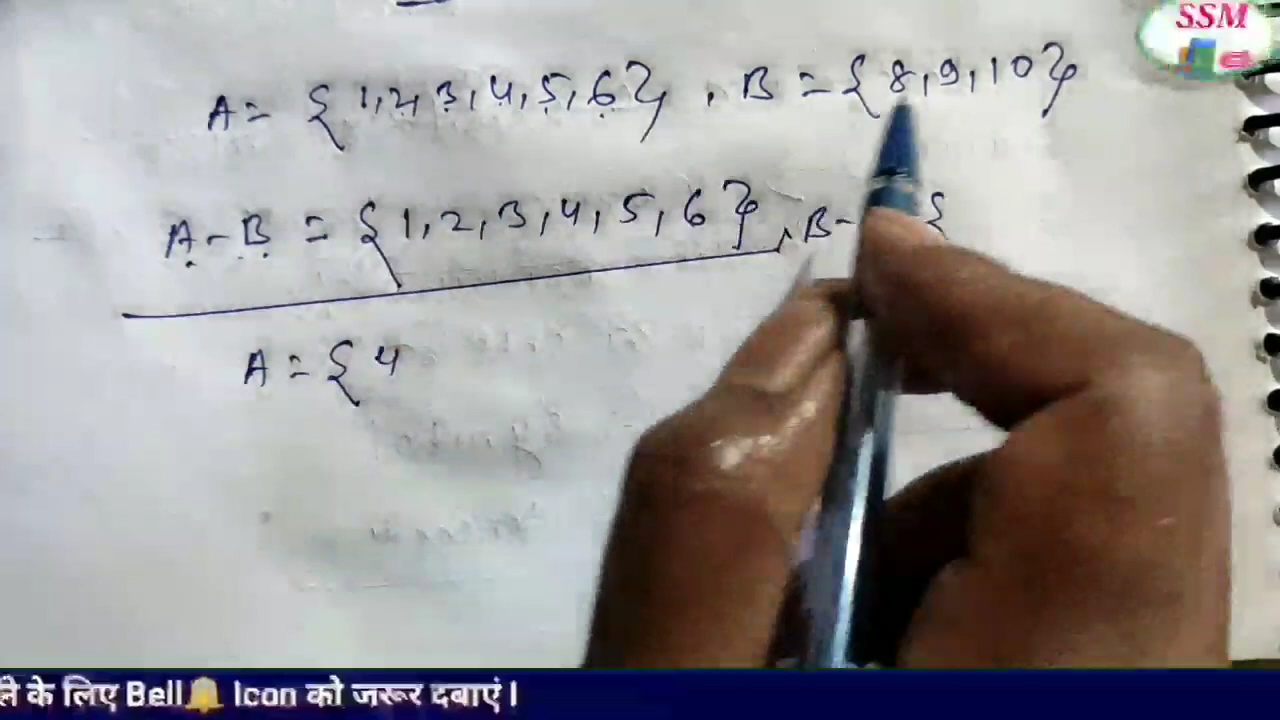 SSM
A = { 1, 2, 3, 4, 5, 6 } , B = { 8, 9, 10 }
A - B = { 1, 2, 3, 4, 5, 6 } , B - {
A = { 4
ले के लिए Bell🔔 Icon को जरूर दबाएं।